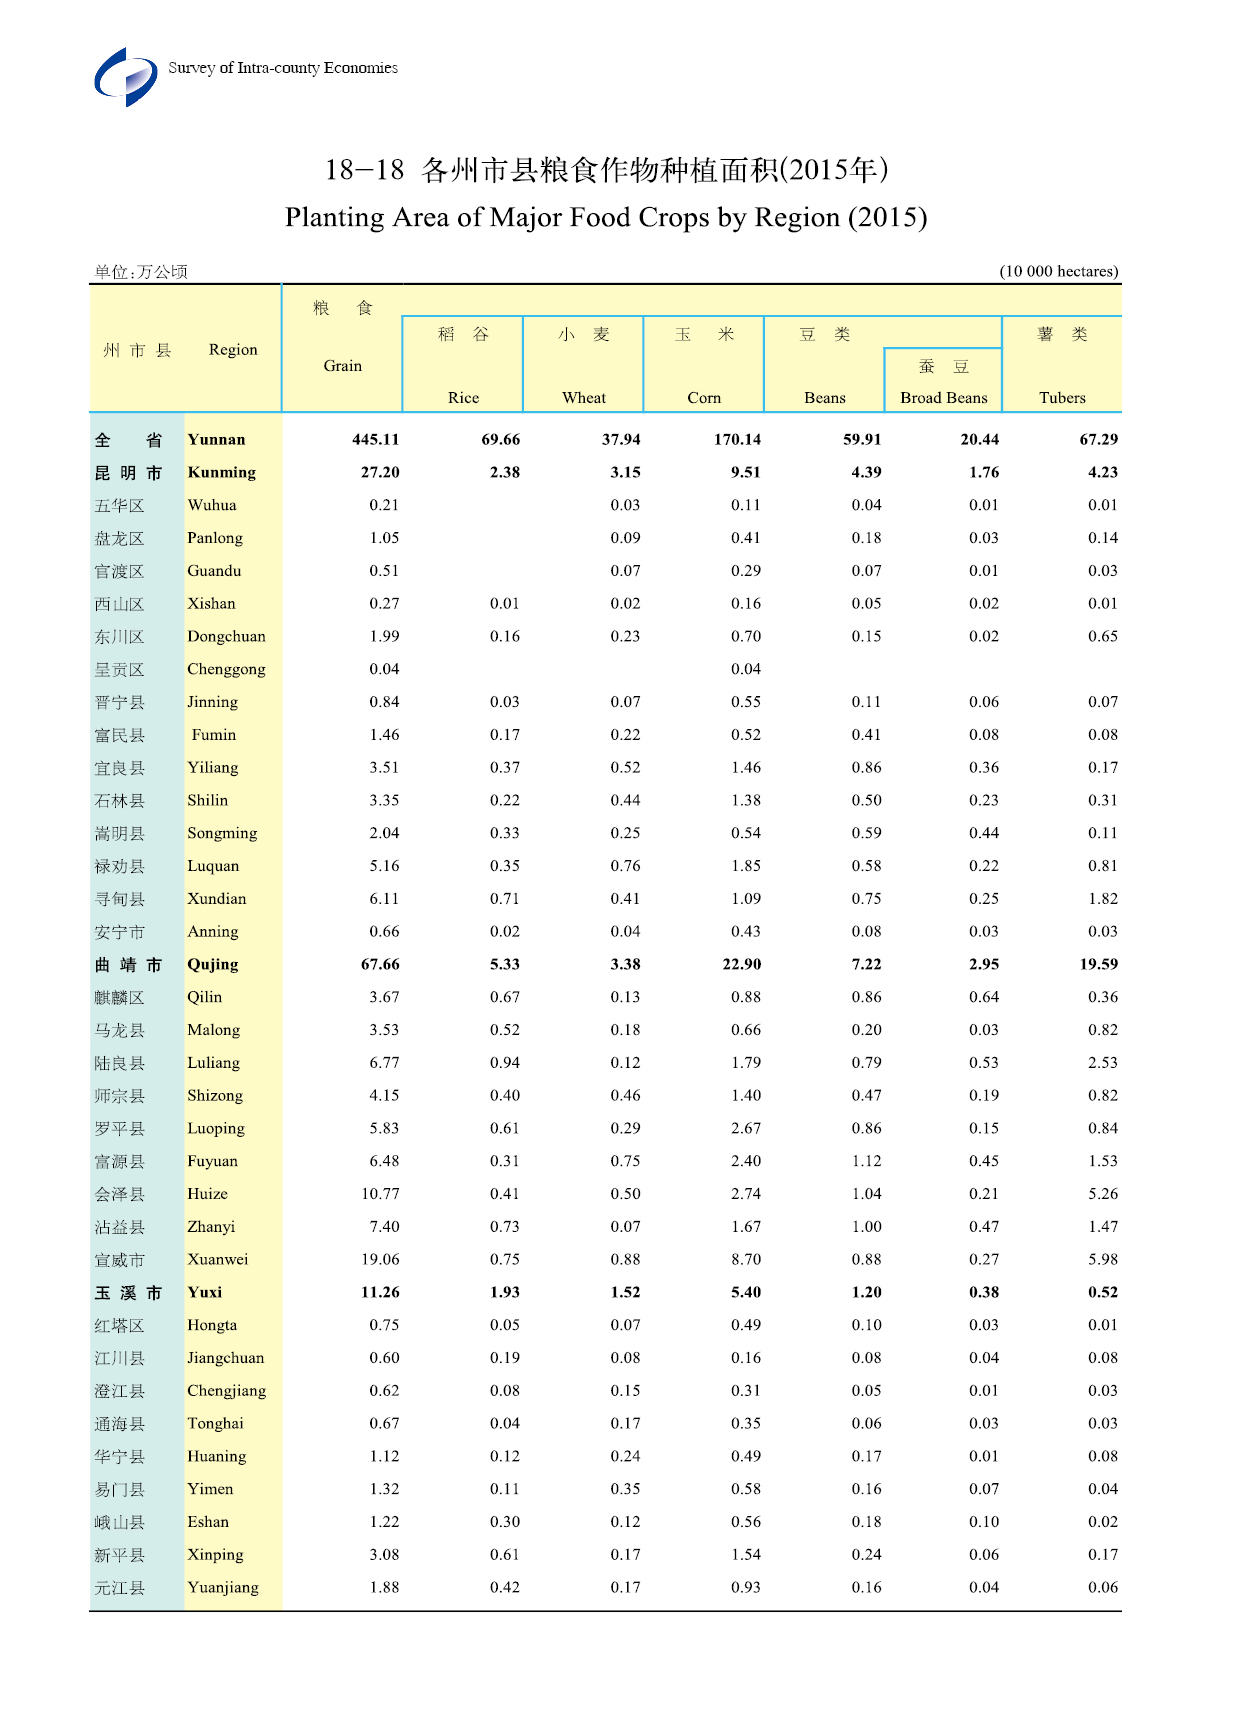 Survey of Intra-county Economies
18—18 各州市县粮食作物种植面积(2015年)
Planting Area of Major Food Crops by Region (2015)
单位:万公顷 (10 000 hectares)
粮 食
稻 谷 小 麦 玉 米 豆 类 薯 类
州 市 县 Region
Grain 蚕 豆
Rice Wheat Corn Beans Broad Beans Tubers
全 省 Yunnan 445.11 69.66 37.94 170.14 59.91 20.44 67.29
昆 明 市 Kunming 27.20 2.38 3.15 9.51 4.39 1.76 4.23
五华区 Wuhua 0.21 0.03 0.11 0.04 0.01 0.01
盘龙区 Panlong 1.05 0.09 0.41 0.18 0.03 0.14
官渡区 Guandu 0.51 0.07 0.29 0.07 0.01 0.03
西山区 Xishan 0.27 0.01 0.02 0.16 0.05 0.02 0.01
东川区 Dongchuan 1.99 0.16 0.23 0.70 0.15 0.02 0.65
呈贡区 Chenggong 0.04 0.04
晋宁县 Jinning 0.84 0.03 0.07 0.55 0.11 0.06 0.07
富民县 Fumin 1.46 0.17 0.22 0.52 0.41 0.08 0.08
宜良县 Yiliang 3.51 0.37 0.52 1.46 0.86 0.36 0.17
石林县 Shilin 3.35 0.22 0.44 1.38 0.50 0.23 0.31
嵩明县 Songming 2.04 0.33 0.25 0.54 0.59 0.44 0.11
禄劝县 Luquan 5.16 0.35 0.76 1.85 0.58 0.22 0.81
寻甸县 Xundian 6.11 0.71 0.41 1.09 0.75 0.25 1.82
安宁市 Anning 0.66 0.02 0.04 0.43 0.08 0.03 0.03
曲 靖 市 Qujing 67.66 5.33 3.38 22.90 7.22 2.95 19.59
麒麟区 Qilin 3.67 0.67 0.13 0.88 0.86 0.64 0.36
马龙县 Malong 3.53 0.52 0.18 0.66 0.20 0.03 0.82
陆良县 Luliang 6.77 0.94 0.12 1.79 0.79 0.53 2.53
师宗县 Shizong 4.15 0.40 0.46 1.40 0.47 0.19 0.82
罗平县 Luoping 5.83 0.61 0.29 2.67 0.86 0.15 0.84
富源县 Fuyuan 6.48 0.31 0.75 2.40 1.12 0.45 1.53
会泽县 Huize 10.77 0.41 0.50 2.74 1.04 0.21 5.26
沾益县 Zhanyi 7.40 0.73 0.07 1.67 1.00 0.47 1.47
宣威市 Xuanwei 19.06 0.75 0.88 8.70 0.88 0.27 5.98
玉 溪 市 Yuxi 11.26 1.93 1.52 5.40 1.20 0.38 0.52
红塔区 Hongta 0.75 0.05 0.07 0.49 0.10 0.03 0.01
江川县 Jiangchuan 0.60 0.19 0.08 0.16 0.08 0.04 0.08
澄江县 Chengjiang 0.62 0.08 0.15 0.31 0.05 0.01 0.03
通海县 Tonghai 0.67 0.04 0.17 0.35 0.06 0.03 0.03
华宁县 Huaning 1.12 0.12 0.24 0.49 0.17 0.01 0.08
易门县 Yimen 1.32 0.11 0.35 0.58 0.16 0.07 0.04
峨山县 Eshan 1.22 0.30 0.12 0.56 0.18 0.10 0.02
新平县 Xinping 3.08 0.61 0.17 1.54 0.24 0.06 0.17
元江县 Yuanjiang 1.88 0.42 0.17 0.93 0.16 0.04 0.06